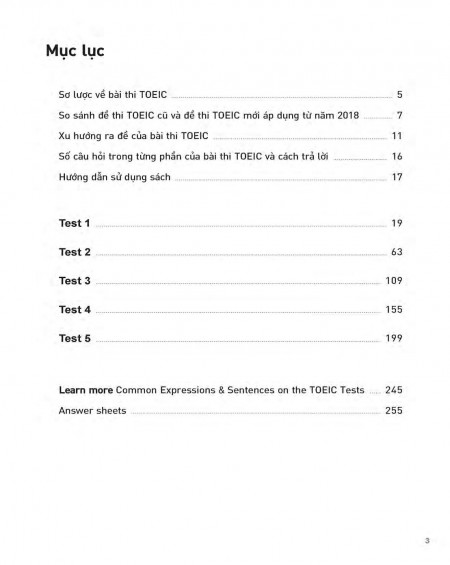 Mục lục
Sơ lược về bài thi TOEIC 5
So sánh đề thi TOEIC cũ và đề thi TOEIC mới áp dụng từ năm 2018 7
Xu hướng ra đề của bài thi TOEIC 11
Số câu hỏi trong từng phần của bài thi TOEIC và cách trả lời 16
Hướng dẫn sử dụng sách 17
Test 1 19
Test 2 63
Test 3 109
Test 4 155
Test 5 199
Learn more Common Expressions & Sentences on the TOEIC Tests 245
Answer sheets 255
3